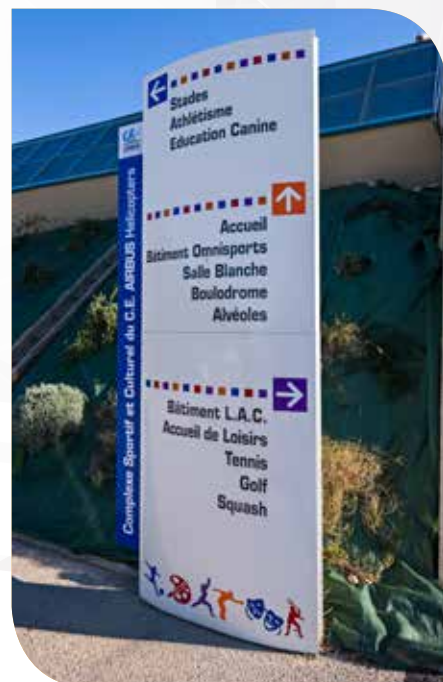 Stades
Athlétisme
Education Canine
Accueil
Bâtiment Omnisports
Salle Blanche
Boulodrome
Alvéoles
Bâtiment L.A.C.
Accueil de Loisirs
Tennis
Golf
Squash
Complexe Sportif et Culturel du C.E. AIRBUS Helicopters